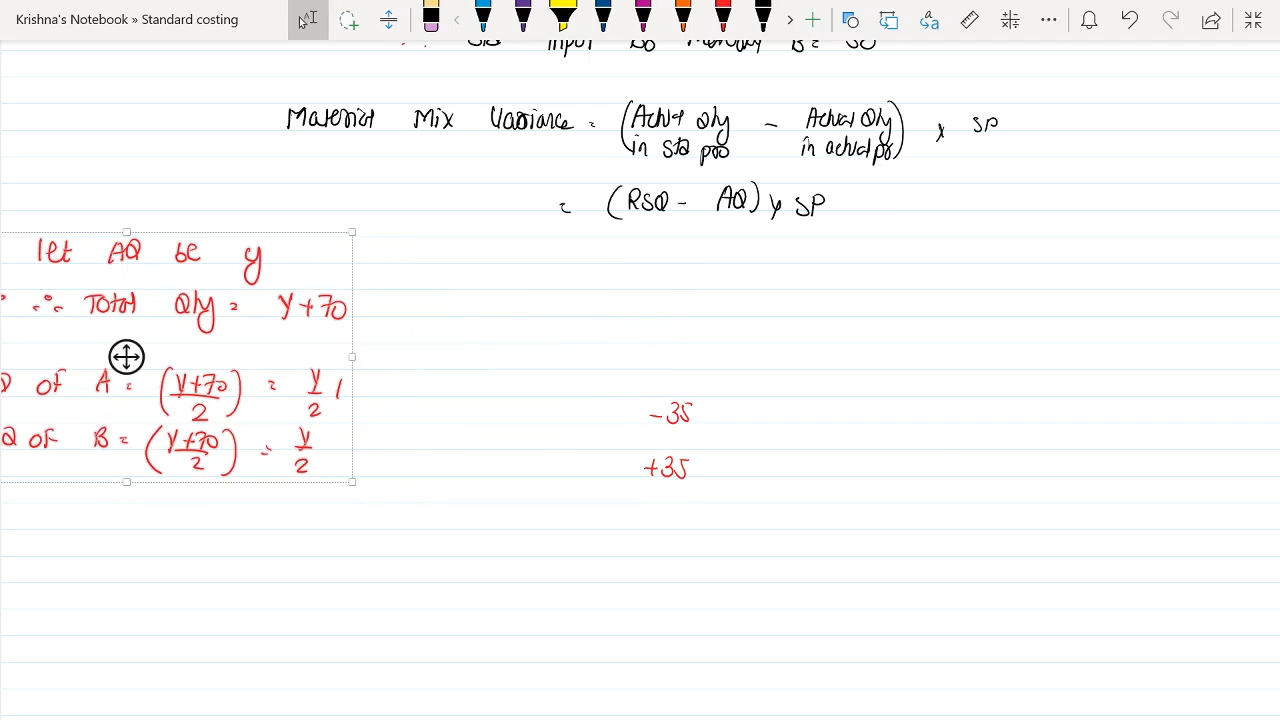 Krishna's Notebook » Standard costing
Material Mix Variance = (Actual Qty in std pro - Actual Qty in actual pro) x SP
= (RSQ - AQ) x SP
let AQ be y
∴ Total Qty = y+70
of A = (y+70/2) = y/2
Q of B = (y+70/2) = y/2
-35
+35